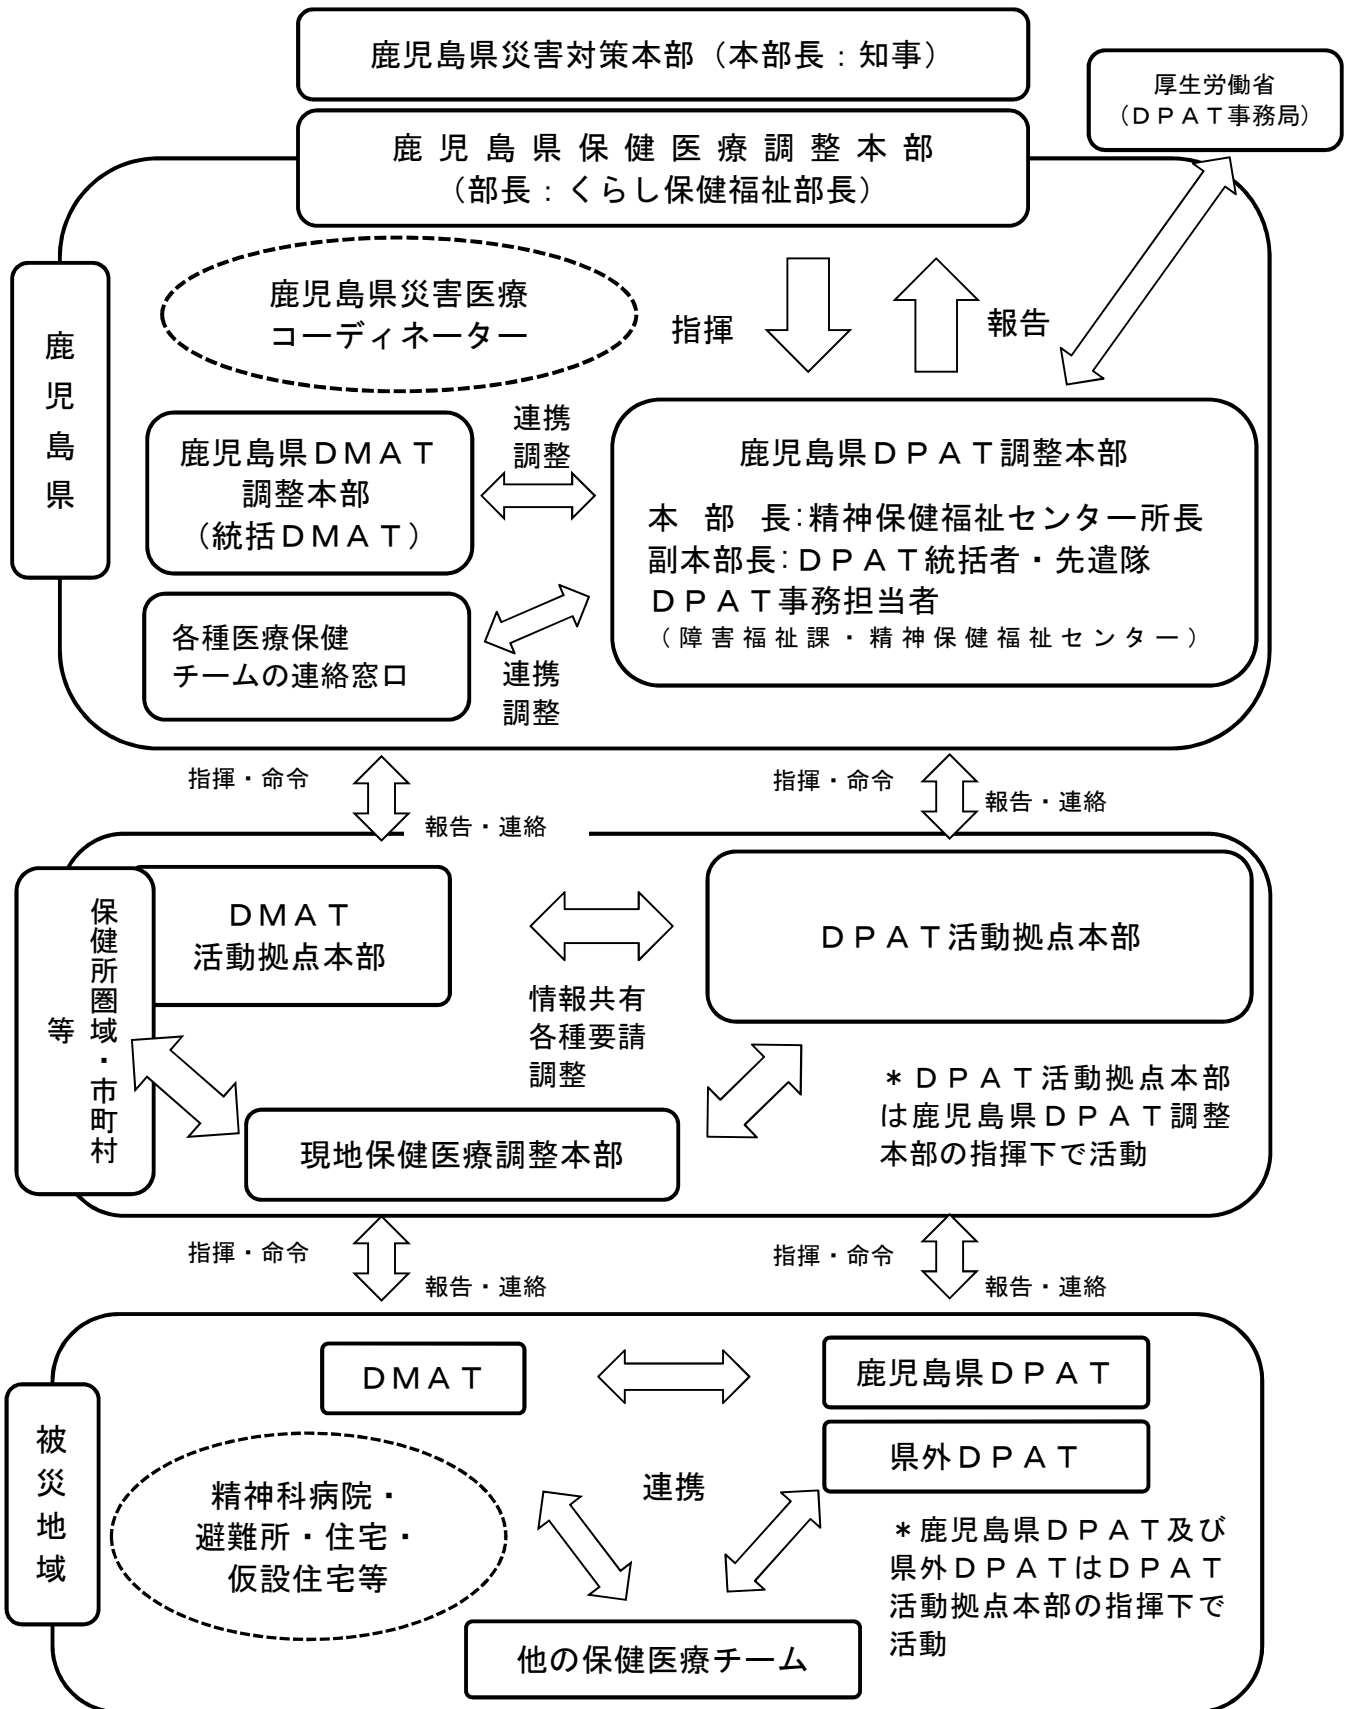 鹿児島県災害対策本部（本部長：知事）
厚生労働省
（ＤＰＡＴ事務局）
鹿児島県保健医療調整本部
（部長：くらし保健福祉部長）
鹿児島県
鹿児島県災害医療
コーディネーター
指揮
報告
鹿児島県ＤＭＡＴ
調整本部
（統括ＤＭＡＴ）
連携
調整
鹿児島県ＤＰＡＴ調整本部
本部長：精神保健福祉センター所長
副本部長：ＤＰＡＴ統括者・先遣隊
ＤＰＡＴ事務担当者
（障害福祉課・精神保健福祉センター）
各種医療保健
チームの連絡窓口
連携
調整
指揮・命令
報告・連絡
指揮・命令
報告・連絡
保健所圏域・市町村
等
ＤＭＡＴ
活動拠点本部
情報共有
各種要請
調整
ＤＰＡＴ活動拠点本部
現地保健医療調整本部
＊ＤＰＡＴ活動拠点本部
は鹿児島県ＤＰＡＴ調整
本部の指揮下で活動
指揮・命令
報告・連絡
指揮・命令
報告・連絡
被災地域
ＤＭＡＴ
鹿児島県ＤＰＡＴ
県外ＤＰＡＴ
精神科病院・
避難所・住宅・
仮設住宅等
連携
＊鹿児島県ＤＰＡＴ及び
県外ＤＰＡＴはＤＰＡＴ
活動拠点本部の指揮下で
活動
他の保健医療チーム